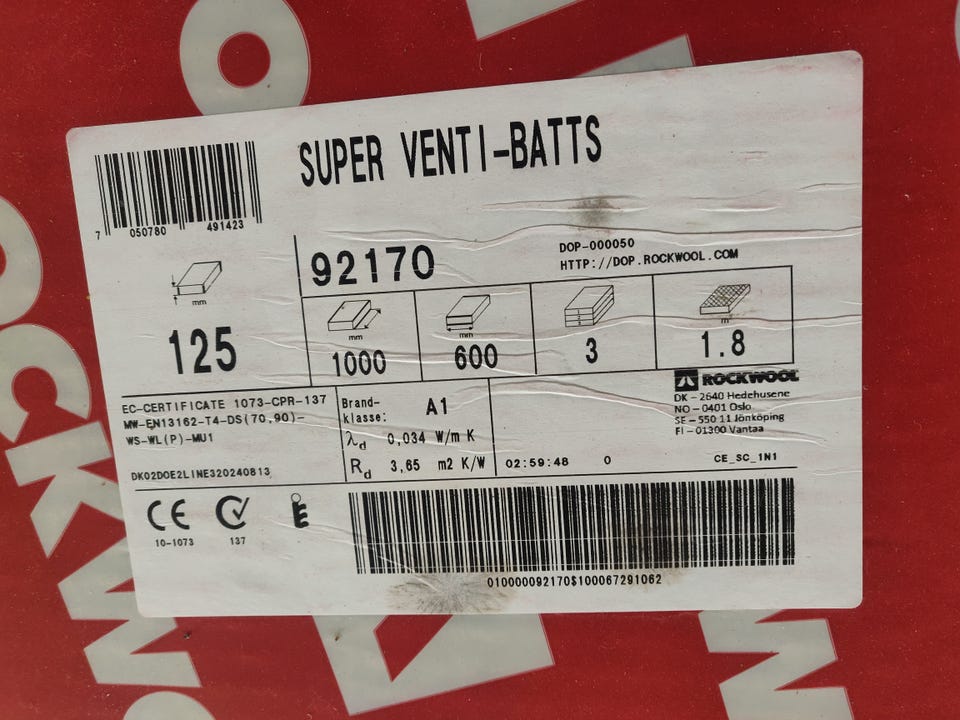 SUPER VENTI-BATTS
7 050780 491423
92170
DOP-000050
HTTP://DOP.ROCKWOOL.COM
mm
125
mm
1000
mm
600
3
m²
1.8
ROCKWOOL
DK - 2640 Hedehusene
NO - 0401 Oslo
SE - 550 11 Jönköping
FI - 01300 Vantaa
EC-CERTIFICATE 1073-CPR-137
MW-EN13162-T4-DS(70,90)-
WS-WL(P)-MU1
DK02DOE2LINE320240813
Brand-
klasse: A1
λd 0,034 W/m K
Rd 3,65 m2 K/W
02:59:48 0
CE_SC_1N1
CE
10-1073
137
010000092170$100067291062